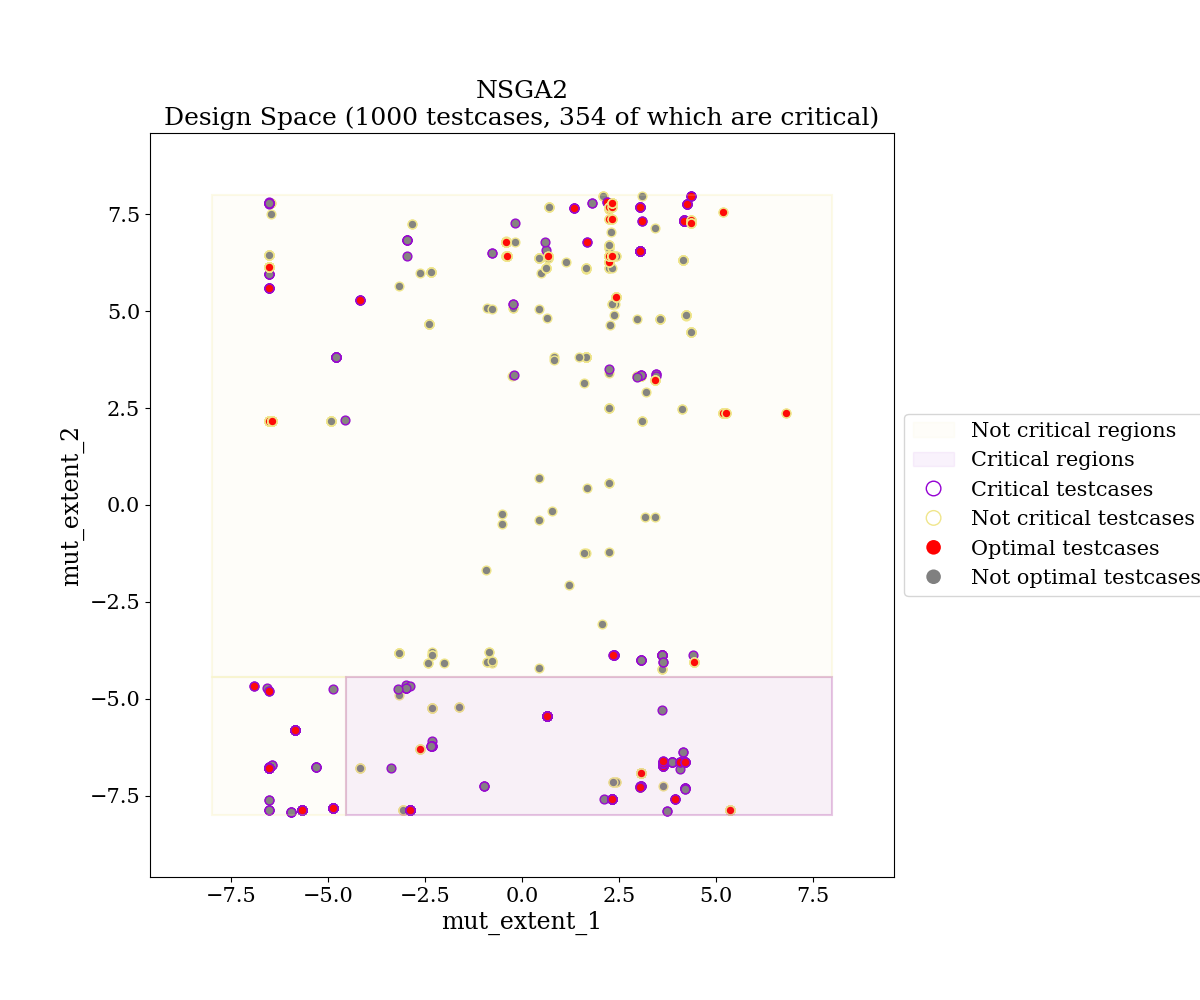 NSGA2
Design Space (1000 testcases, 354 of which are critical)
mut_extent_2
7.5
5.0
2.5
0.0
−2.5
−5.0
−7.5
−7.5 −5.0 −2.5 0.0 2.5 5.0 7.5
mut_extent_1
Not critical regions
Critical regions
Critical testcases
Not critical testcases
Optimal testcases
Not optimal testcases